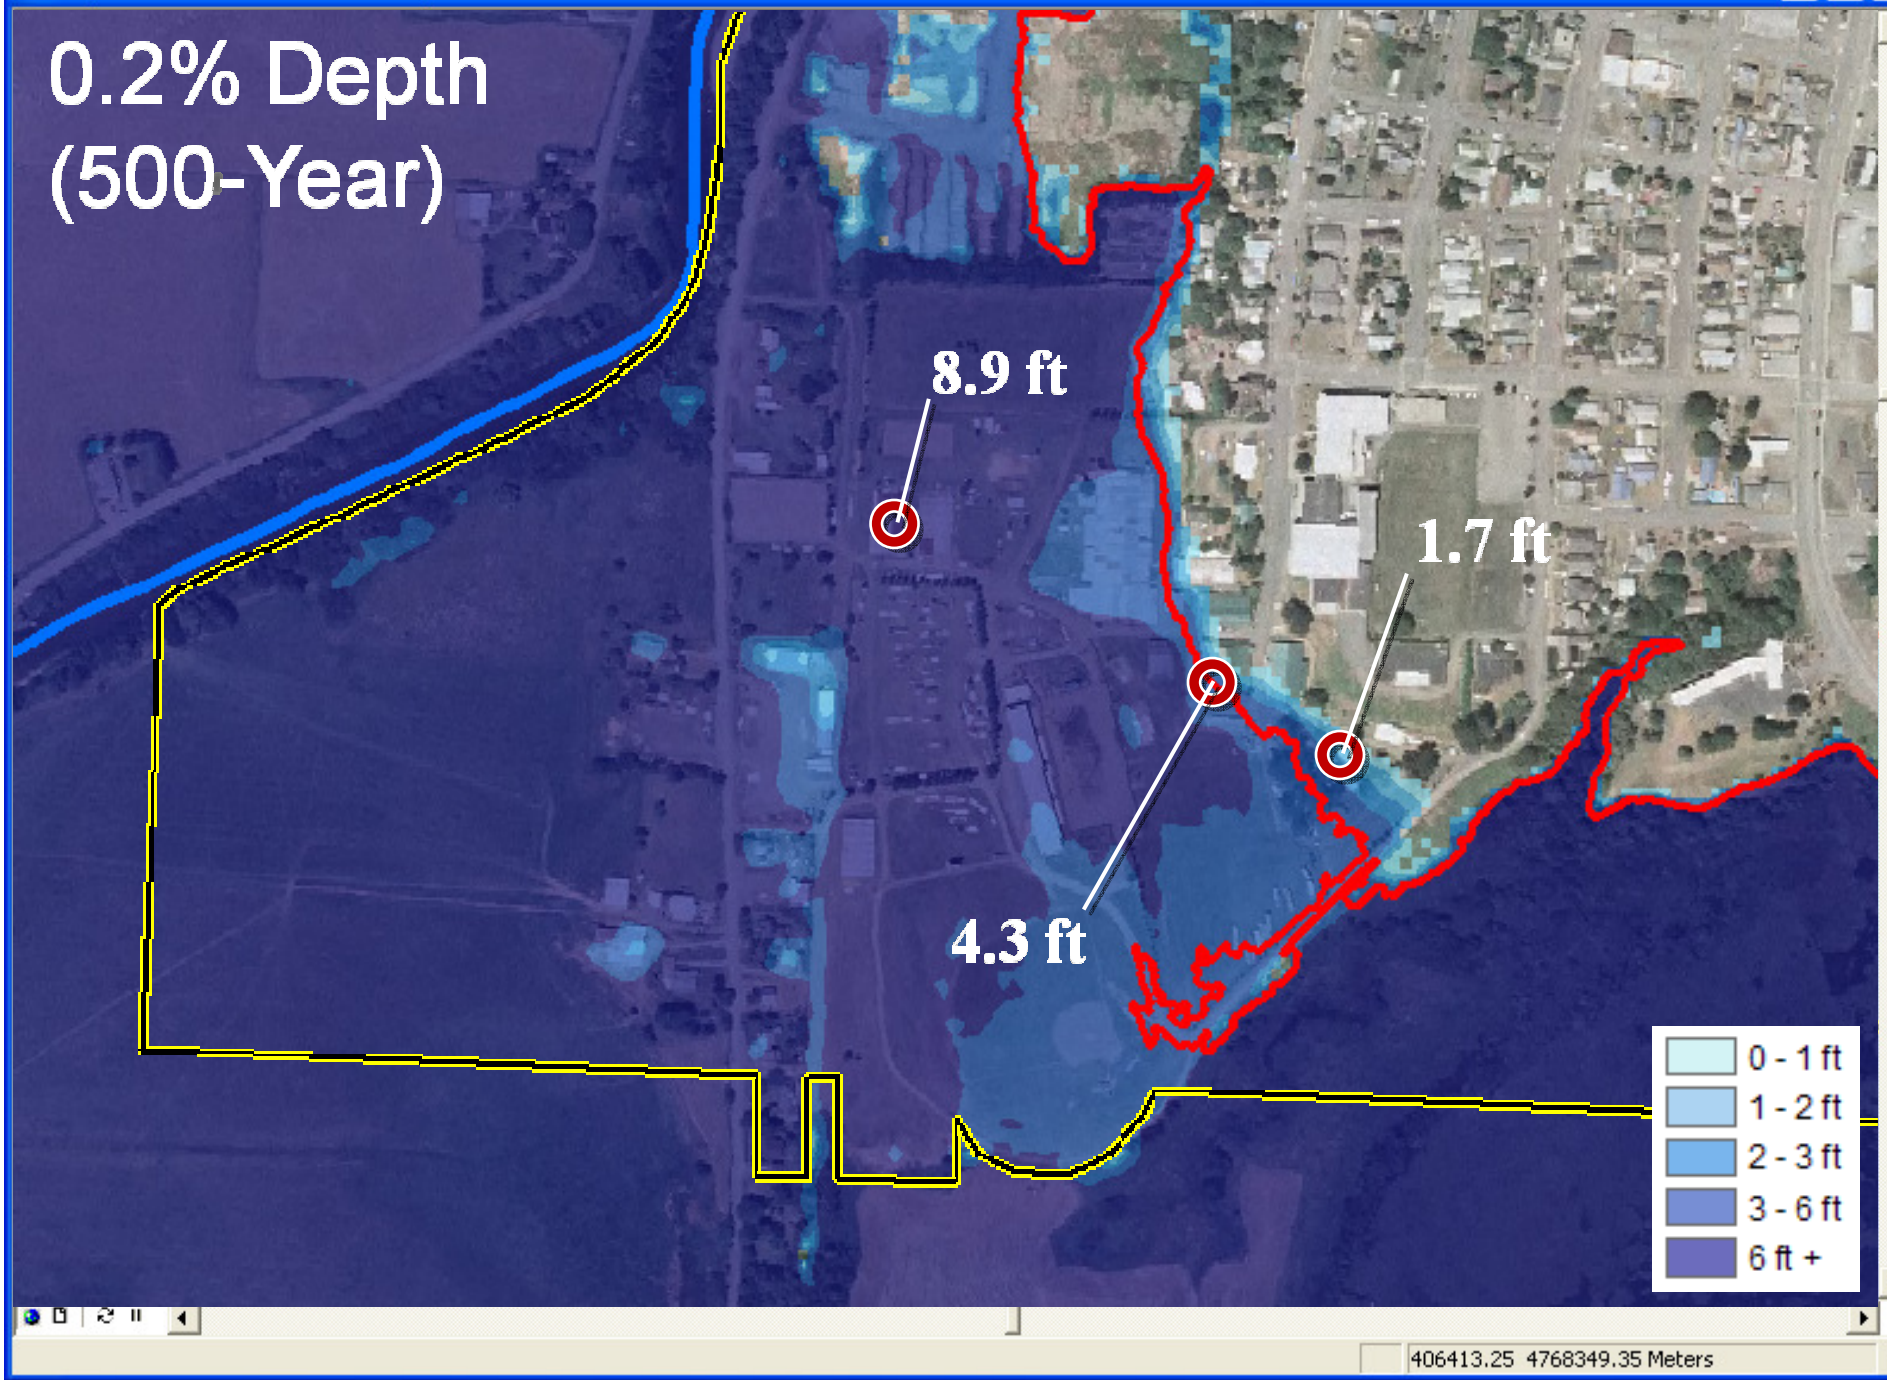 0.2% Depth
(500-Year)
8.9 ft
1.7 ft
4.3 ft
0 - 1 ft
1 - 2 ft
2 - 3 ft
3 - 6 ft
6 ft +
406413.25 4768349.35 Meters